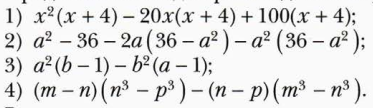 1) x²(x + 4) – 20x(x + 4) + 100(x + 4);
2) a² – 36 – 2a(36 – a²) – a²(36 – a²);
3) a²(b – 1) – b²(a – 1);
4) (m – n)(n³ – p³) – (n – p)(m³ – n³).